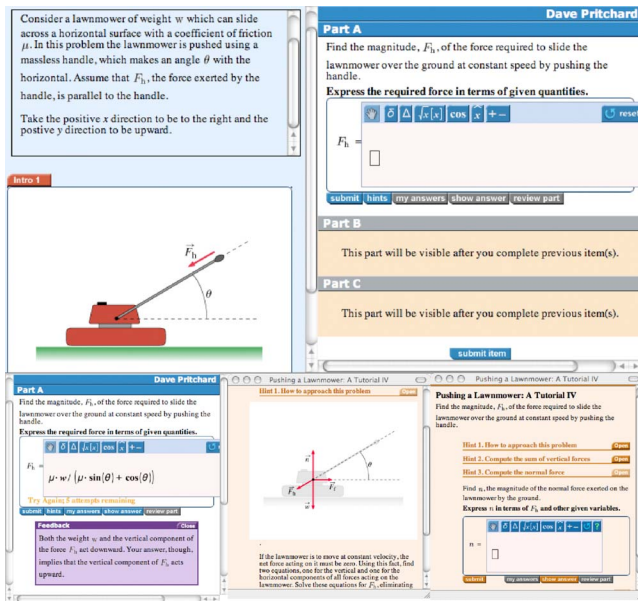 Consider a lawnmower of weight w which can slide
across a horizontal surface with a coefficient of friction
μ. In this problem the lawnmower is pushed using a
massless handle, which makes an angle θ with the
horizontal. Assume that Fh, the force exerted by the
handle, is parallel to the handle.
Take the positive x direction to be to the right and the
postive y direction to be upward.
Intro 1
F⃗h
θ
Dave Pritchard
Part A
Find the magnitude, Fh, of the force required to slide the
lawnmower over the ground at constant speed by pushing the
handle.
Express the required force in terms of given quantities.
δ Δ √x[x] cos x +− rese
Fh =
submit hints my answers show answer review part
Part B
This part will be visible after you complete previous item(s).
Part C
This part will be visible after you complete previous item(s).
submit item
Dave Pritchard
Part A
Find the magnitude, Fh, of the force required to slide the
lawnmower over the ground at constant speed by pushing the
handle.
Express the required force in terms of given quantities.
δ Δ √x[x] cos x +−
Fh =
μ·w/(μ·sin(θ) + cos(θ))
Try Again; 5 attempts remaining
submit hints my answers show answer review part
Feedback Close
Both the weight w and the vertical component of
the force Fh act downward. Your answer, though,
implies that the vertical component of Fh acts
upward.
Pushing a Lawnmower: A Tutorial IV
Hint 1. How to approach this problem Open
θ
If the lawnmower is to move at constant velocity, the
net force acting on it must be zero. Using this fact, find
two equations, one for the vertical and one for the
horizontal components of all forces acting on the
lawnmower. Solve these equations for Fh, eliminating
Pushing a Lawnmower: A Tutorial IV
Pushing a Lawnmower: A Tutorial IV
Find the magnitude, Fh, of the force required to slide the
lawnmower over the ground at constant speed by pushing the
handle.
Hint 1. How to approach this problem Open
Hint 2. Compute the sum of vertical forces Open
Hint 3. Compute the normal force
Find n, the magnitude of the normal force exerted on the
lawnmower by the ground.
Express n in terms of Fh and other given variables.
δ Δ √x[x] cos x +− ?
n =
submit my answers show answer review part
Open